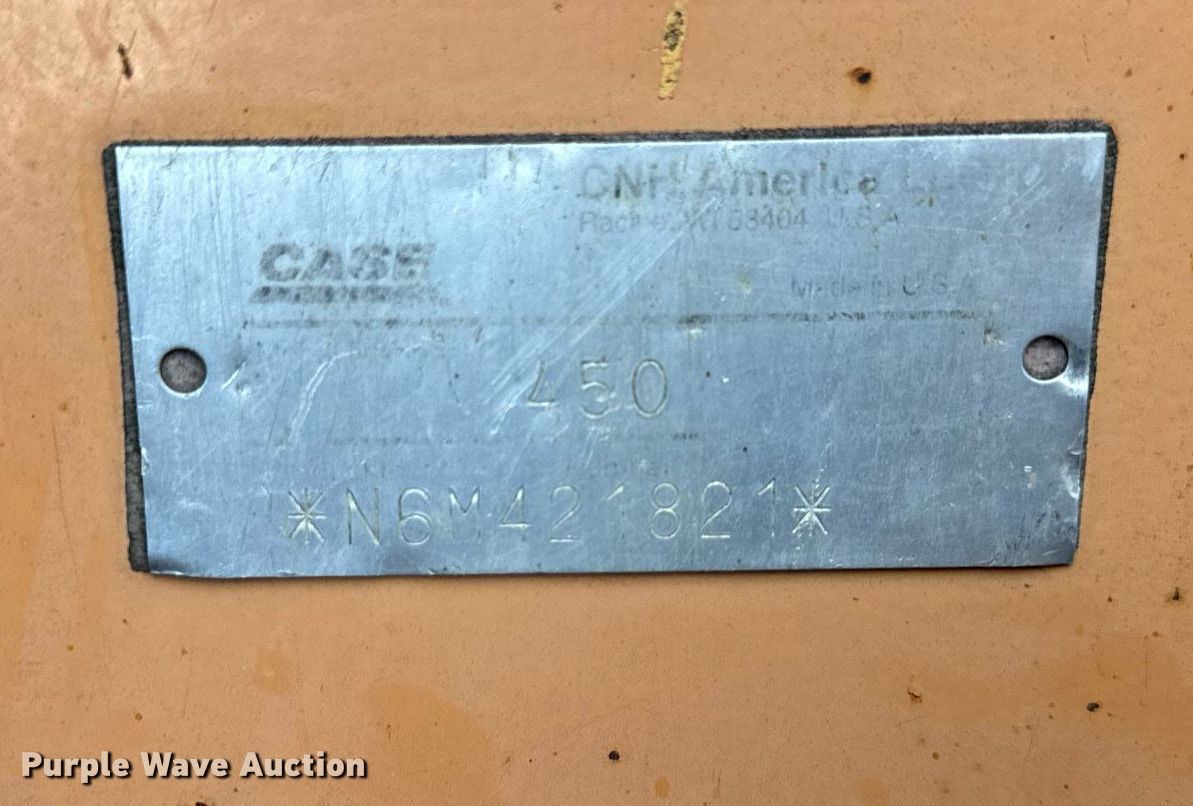 CNH America
Racine, WI 53404 U.S.A.
CASE
Made in U.S.A.
450
*N6M421821*
Purple Wave Auction